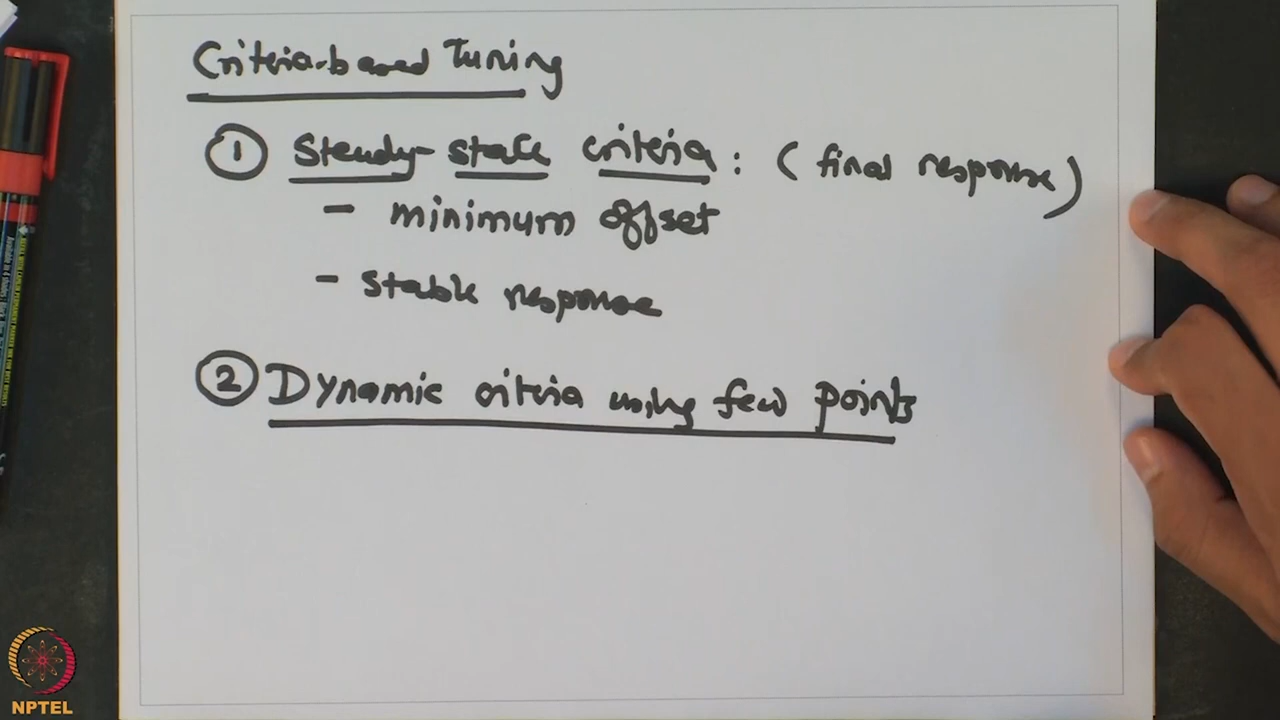 Criteria-based Tuning
① Steady-state criteria : (final response)
- minimum offset
- stable response
② Dynamic criteria using few points
NPTEL